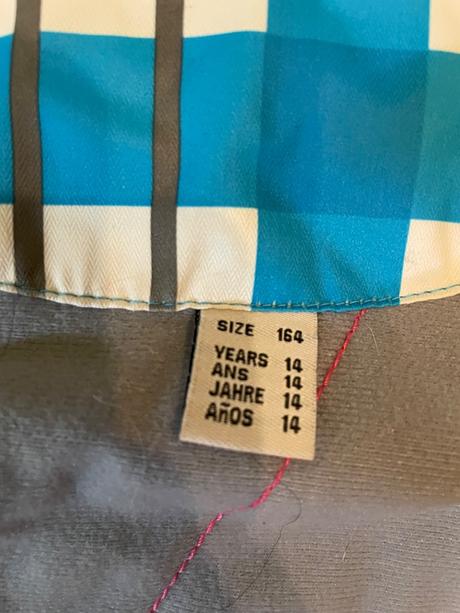 SIZE 164
YEARS 14
ANS 14
JAHRE 14
AñOS 14